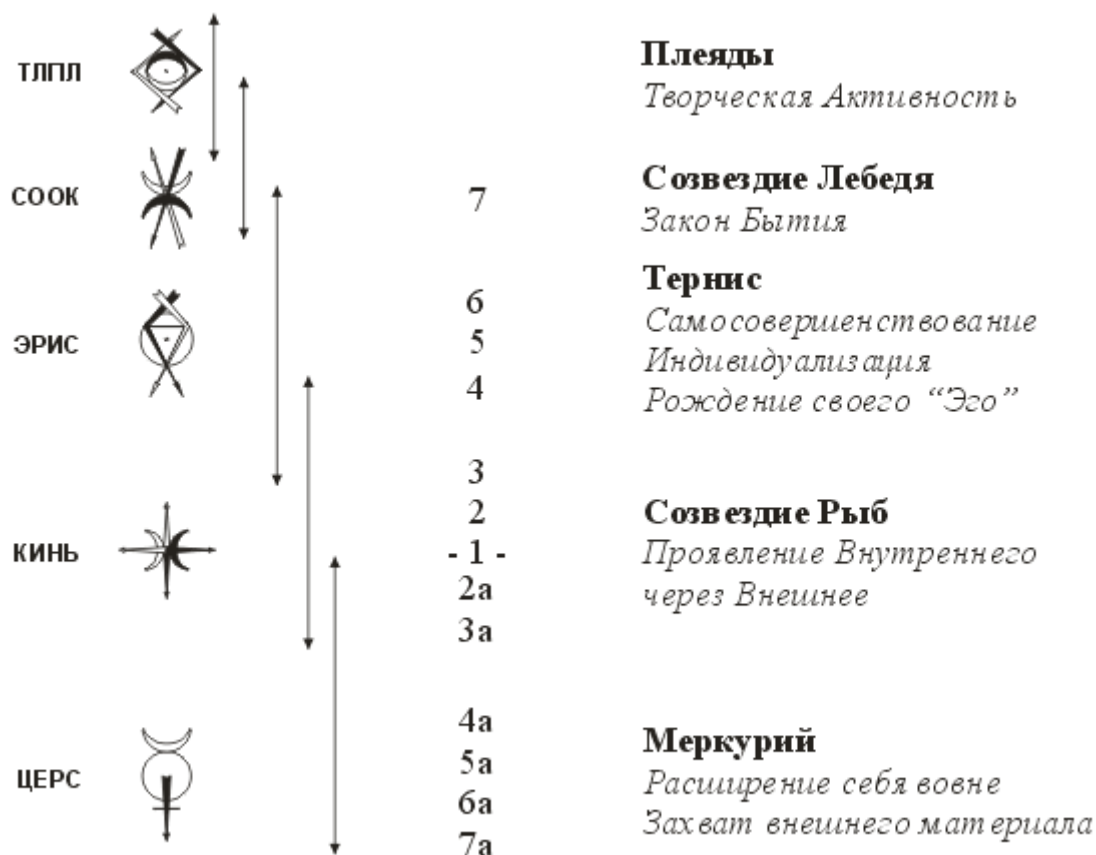 ТЛПЛ
Плеяды
Творческая Активность
СООК
7
Созвездие Лебедя
Закон Бытия
ЭРИС
6
5
4
Тернис
Самосовершенствование
Индивидуализация
Рождение своего “Эго”
КИНЬ
3
2
- 1 -
2а
3а
Созвездие Рыб
Проявление Внутреннего
через Внешнее
ЦЕРС
4а
5а
6а
7а
Меркурий
Расширение себя вовне
Захват внешнего материала